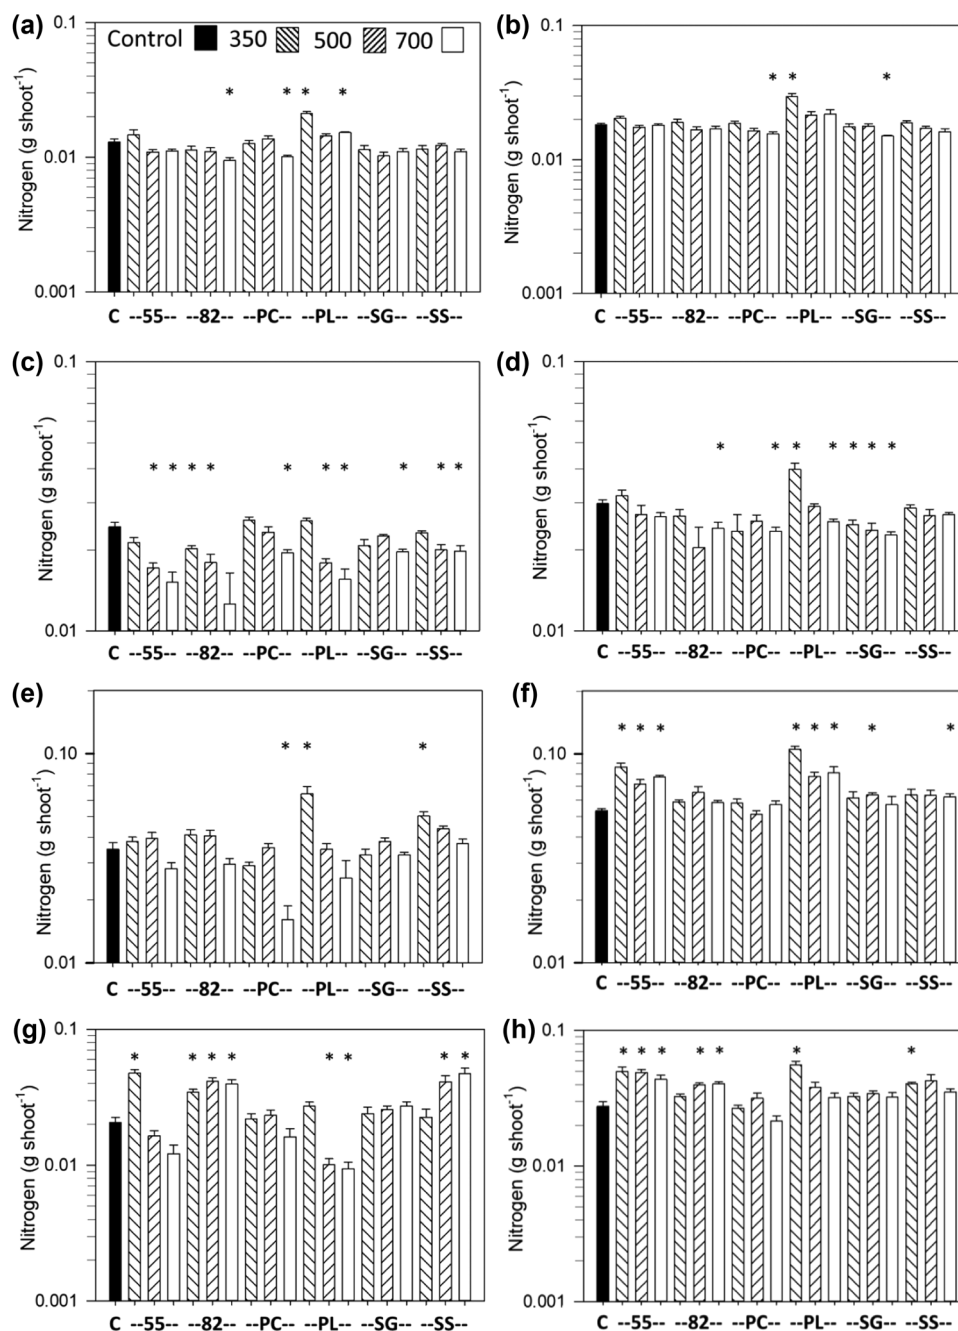 (a)
0.1
Control 350 500 700
* * * *
0.01
0.001
Nitrogen (g shoot⁻¹)
C --55-- --82-- --PC-- --PL-- --SG-- --SS--
(b)
0.1
* * *
0.01
0.001
Nitrogen (g shoot⁻¹)
C --55-- --82-- --PC-- --PL-- --SG-- --SS--
(c)
0.1
* * * * * * * * * *
0.01
Nitrogen (g shoot⁻¹)
C --55-- --82-- --PC-- --PL-- --SG-- --SS--
(d)
0.1
* * * * * * *
0.01
Nitrogen (g shoot⁻¹)
C --55-- --82-- --PC-- --PL-- --SG-- --SS--
(e)
* * *
0.10
0.01
Nitrogen (g shoot⁻¹)
C --55-- --82-- --PC-- --PL-- --SG-- --SS--
(f)
* * * * * * * *
0.10
0.01
Nitrogen (g shoot⁻¹)
C --55-- --82-- --PC-- --PL-- --SG-- --SS--
(g)
0.1
* * * * * * * *
0.01
0.001
Nitrogen (g shoot⁻¹)
C --55-- --82-- --PC-- --PL-- --SG-- --SS--
(h)
0.1
* * * * * * *
0.01
0.001
Nitrogen (g shoot⁻¹)
C --55-- --82-- --PC-- --PL-- --SG-- --SS--